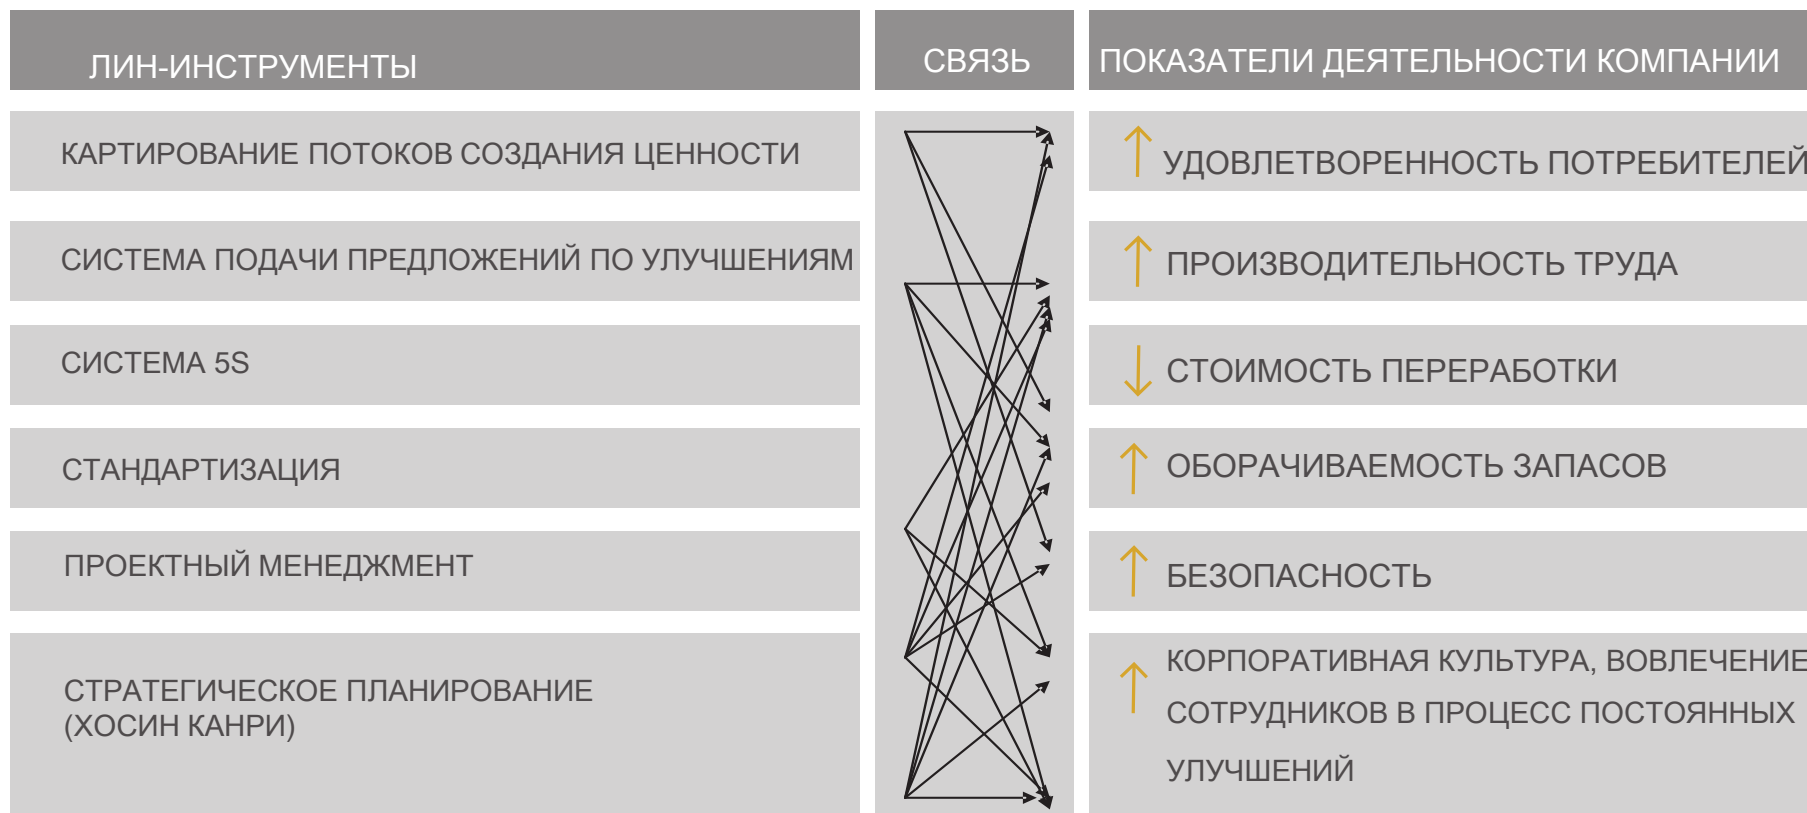 ЛИН-ИНСТРУМЕНТЫ
СВЯЗЬ
ПОКАЗАТЕЛИ ДЕЯТЕЛЬНОСТИ КОМПАНИИ
КАРТИРОВАНИЕ ПОТОКОВ СОЗДАНИЯ ЦЕННОСТИ
УДОВЛЕТВОРЕННОСТЬ ПОТРЕБИТЕЛЕЙ
СИСТЕМА ПОДАЧИ ПРЕДЛОЖЕНИЙ ПО УЛУЧШЕНИЯМ
ПРОИЗВОДИТЕЛЬНОСТЬ ТРУДА
СИСТЕМА 5S
СТОИМОСТЬ ПЕРЕРАБОТКИ
СТАНДАРТИЗАЦИЯ
ОБОРАЧИВАЕМОСТЬ ЗАПАСОВ
ПРОЕКТНЫЙ МЕНЕДЖМЕНТ
БЕЗОПАСНОСТЬ
СТРАТЕГИЧЕСКОЕ ПЛАНИРОВАНИЕ
(ХОСИН КАНРИ)
КОРПОРАТИВНАЯ КУЛЬТУРА, ВОВЛЕЧЕНИЕ
СОТРУДНИКОВ В ПРОЦЕСС ПОСТОЯННЫХ
УЛУЧШЕНИЙ